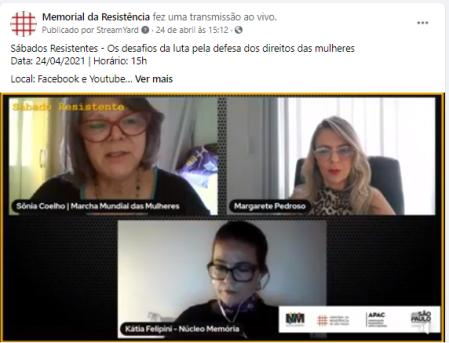 Memorial da Resistência fez uma transmissão ao vivo.
Publicado por StreamYard · 24 de abril às 15:12 ·
Sábados Resistentes - Os desafios da luta pela defesa dos direitos das mulheres
Data: 24/04/2021 | Horário: 15h
Local: Facebook e Youtube... Ver mais
Sábado Resistente
Sônia Coelho | Marcha Mundial das Mulheres
Margarete Pedroso
Kátia Felipini - Núcleo Memória
NM
APAC
SÃO PAULO